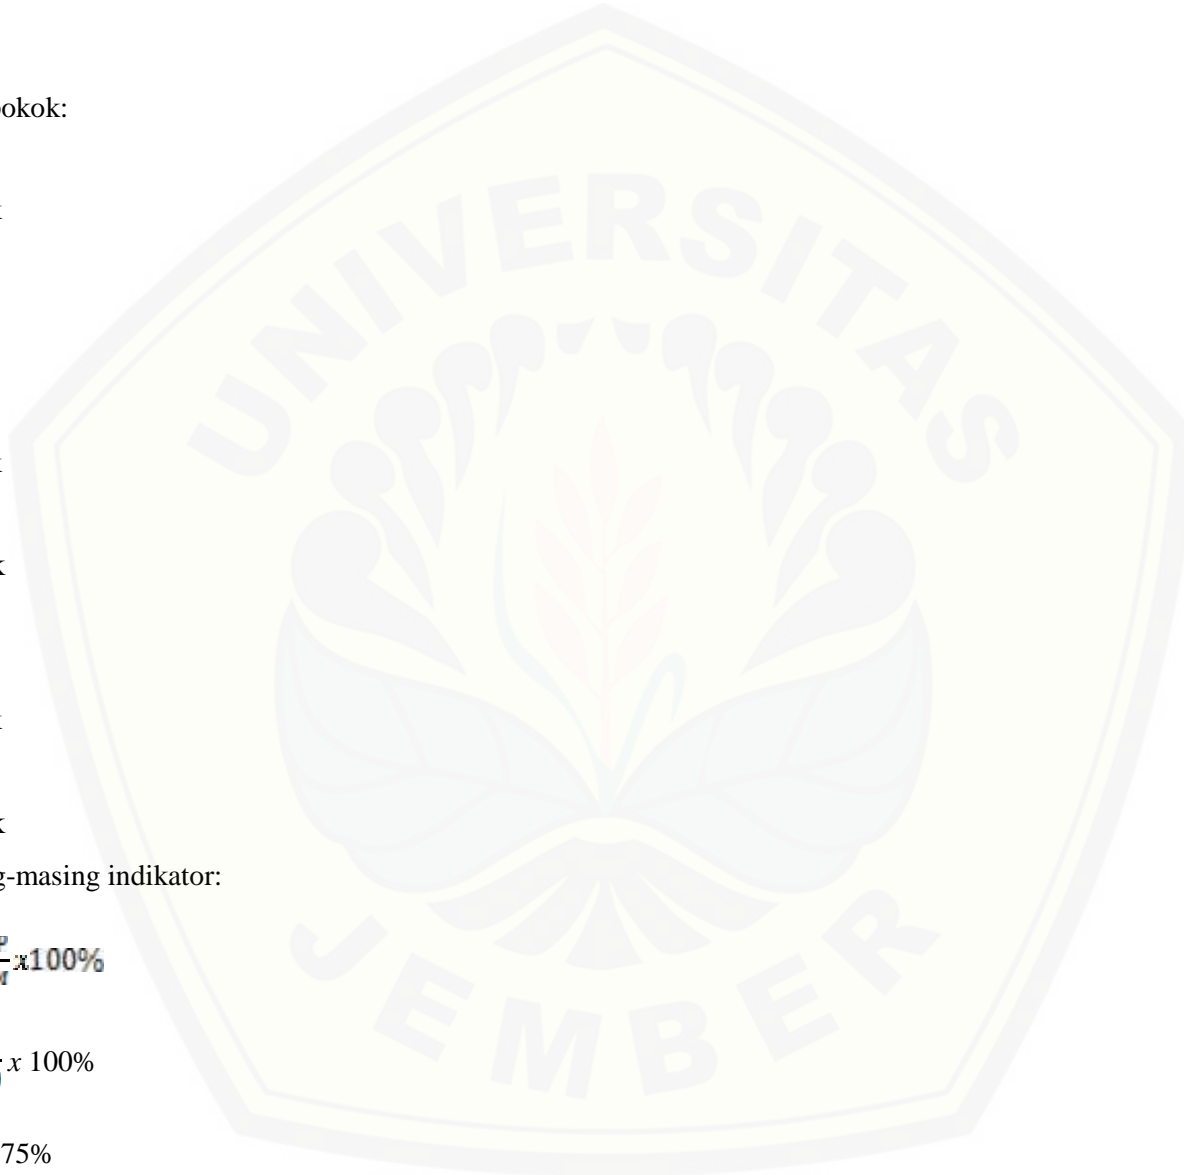 okok:
k
k
k
k
k
g-masing indikator:
x100%
x 100%
75%
UNIVERSITAS
JEMBER